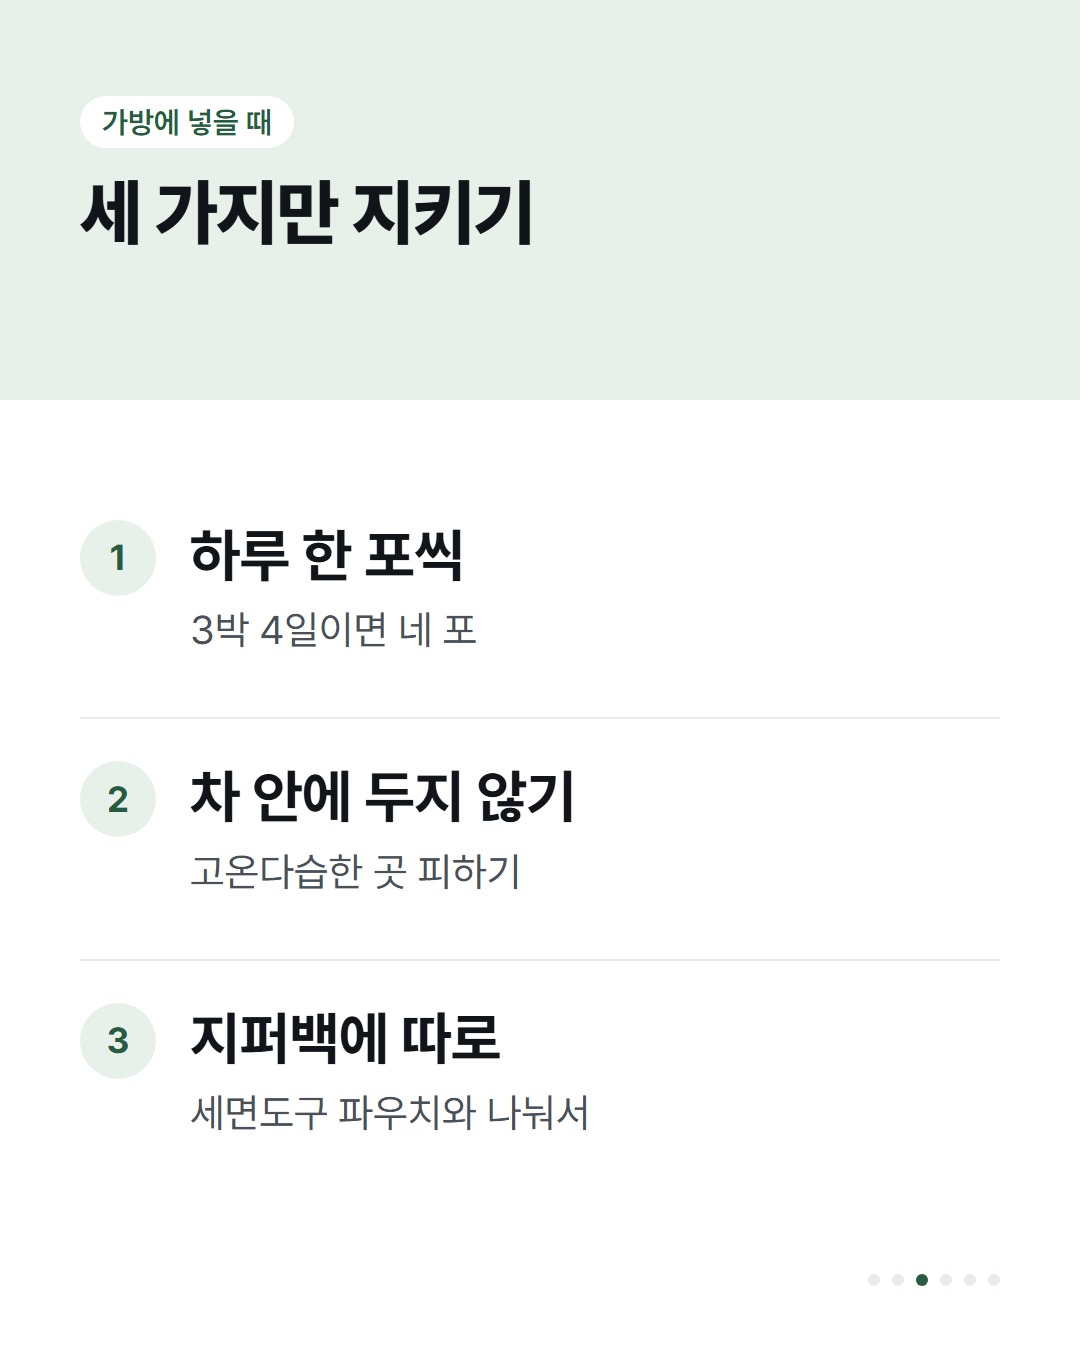 가방에 넣을 때
세 가지만 지키기
1
하루 한 포씩
3박 4일이면 네 포
2
차 안에 두지 않기
고온다습한 곳 피하기
3
지퍼백에 따로
세면도구 파우치와 나눠서